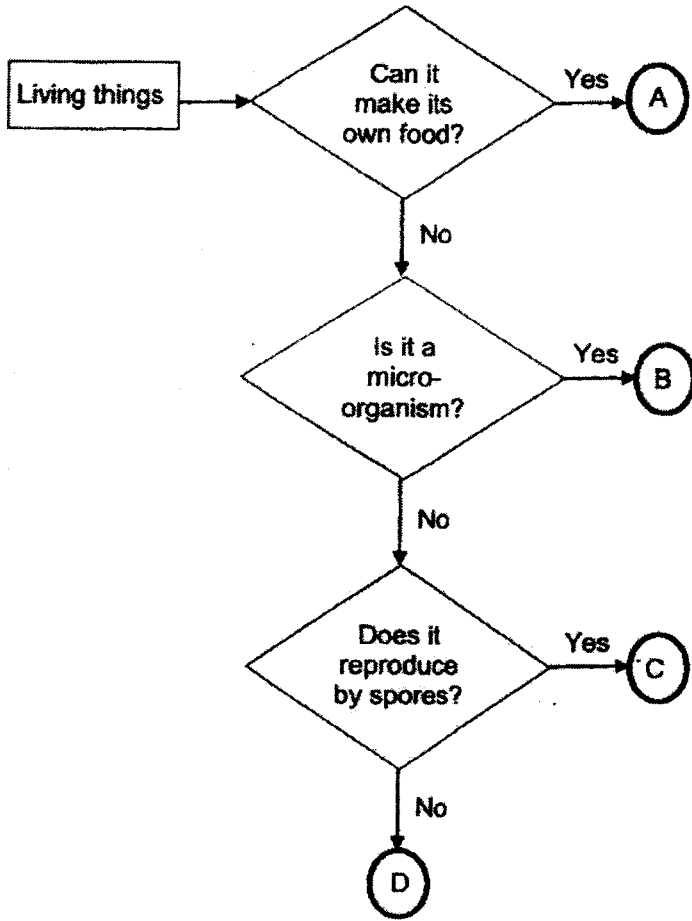 Living things
Can it
make its
own food?
Yes
A
No
Is it a
micro-
organism?
Yes
B
No
Does it
reproduce
by spores?
Yes
C
No
D